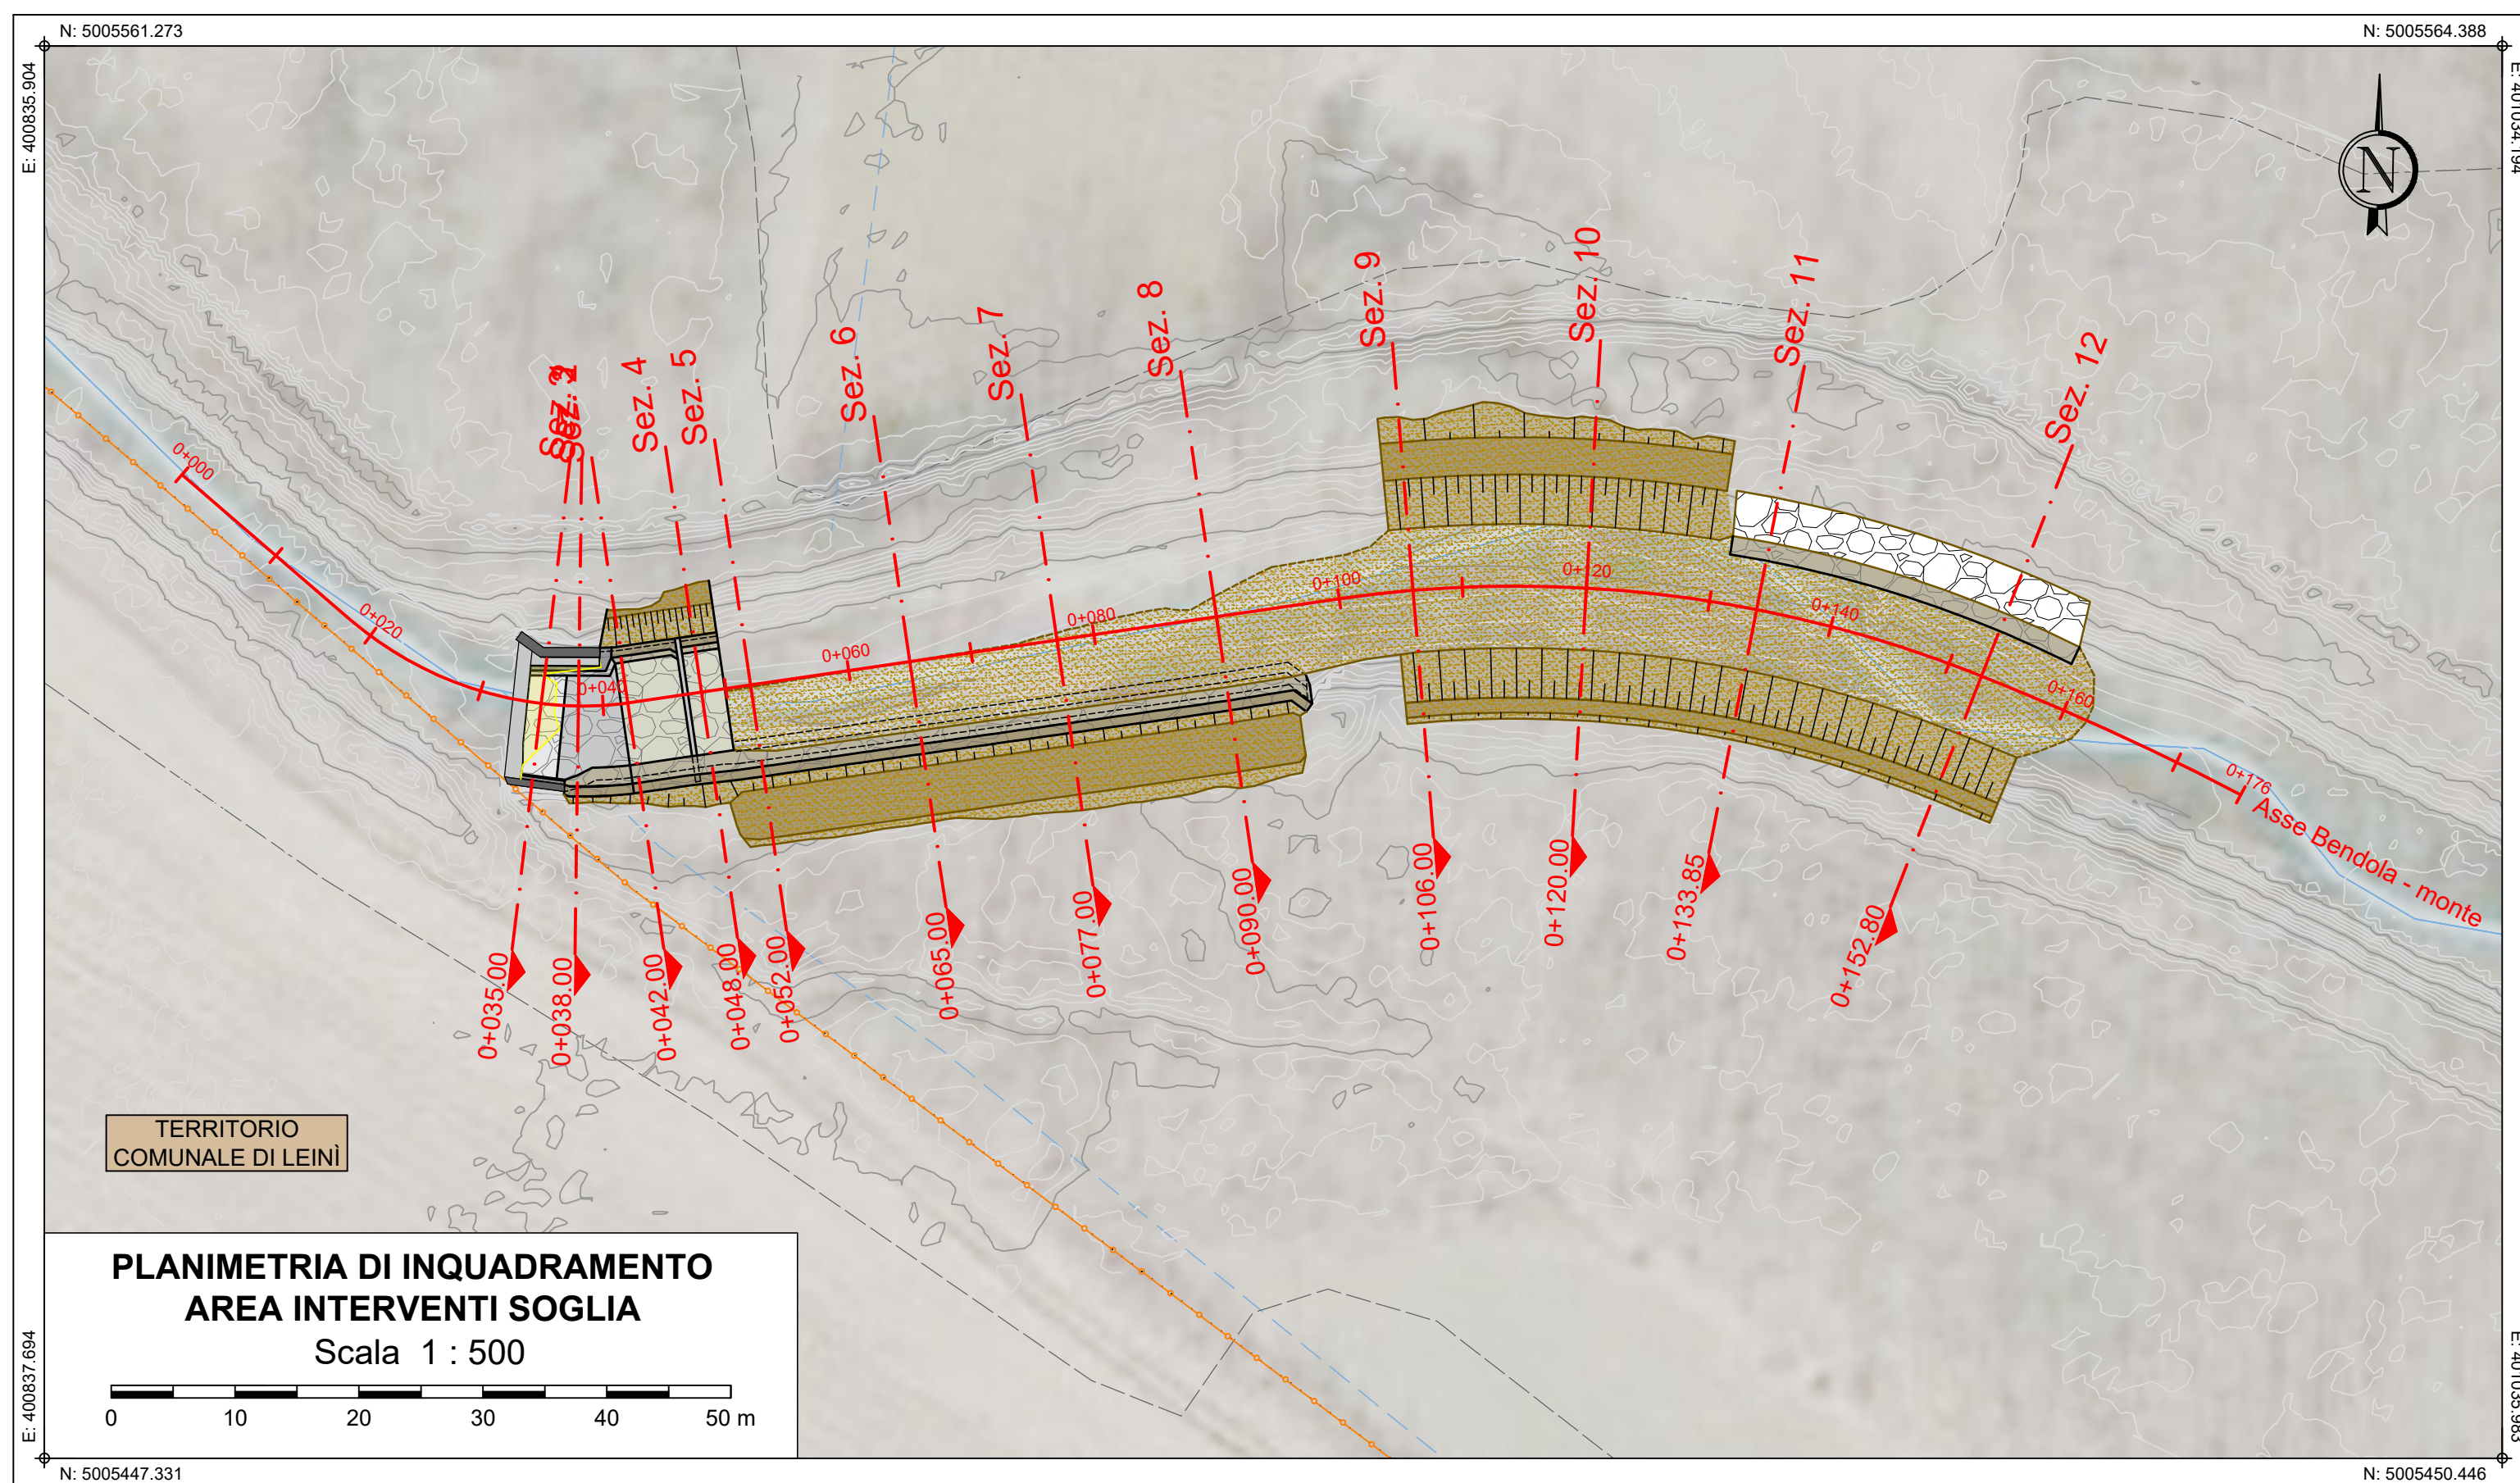 N: 5005561.273
N: 5005564.388
E: 400835.904
E: 401034.194
N
Sez. 4
Sez. 5
Sez. 6
Sez. 7
Sez. 8
Sez. 9
Sez. 10
Sez. 11
Sez. 12
0+000
0+020
0+040
0+060
0+080
0+100
0+120
0+140
0+160
0+176
Asse Bendola - monte
0+035.00
0+038.00
0+042.00
0+048.00
0+052.00
0+065.00
0+077.00
0+090.00
0+106.00
0+120.00
0+133.85
0+152.80
TERRITORIO
COMUNALE DI LEINÌ
PLANIMETRIA DI INQUADRAMENTO
AREA INTERVENTI SOGLIA
Scala 1 : 500
0 10 20 30 40 50 m
E: 400837.694
E: 401035.983
N: 5005447.331
N: 5005450.446